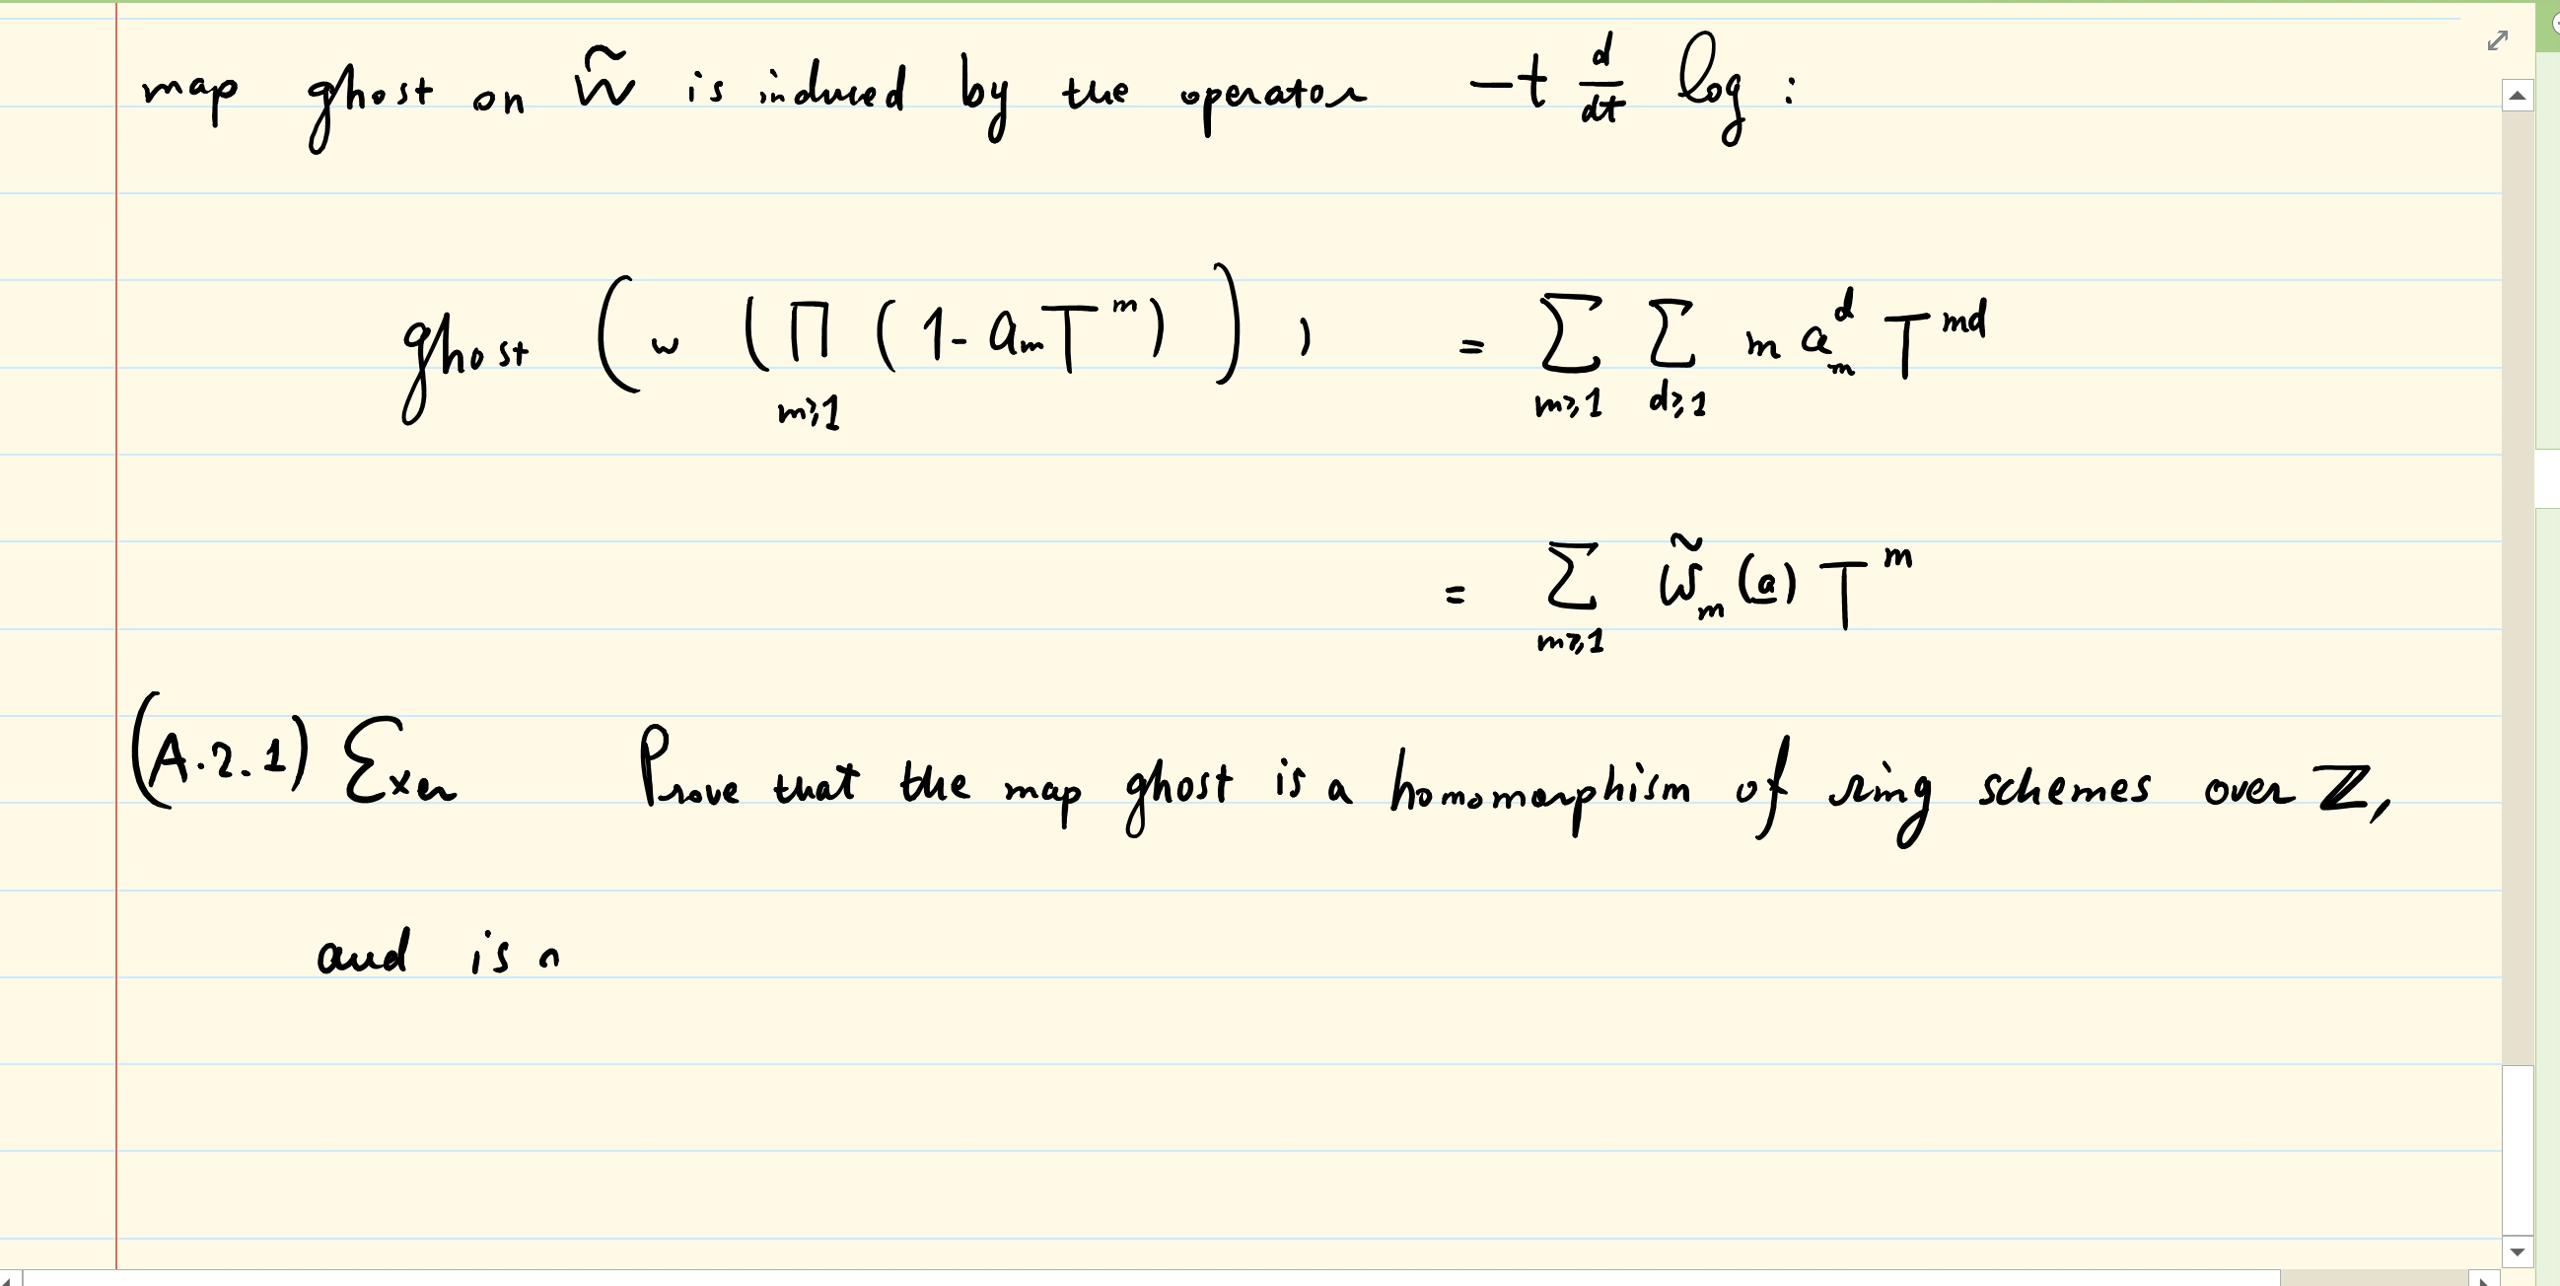 map ghost on W̃ is induced by the operator −t d/dt log :
ghost ( w ( ∏_{m⩾1} ( 1 - a_m T^m ) ) ) = ∑_{m⩾1} ∑_{d⩾1} m a_m^d T^{md}
= ∑_{m⩾1} w̃_m (a̲) T^m
(A.2.1) Exer Prove that the map ghost is a homomorphism of ring schemes over ℤ,
and is